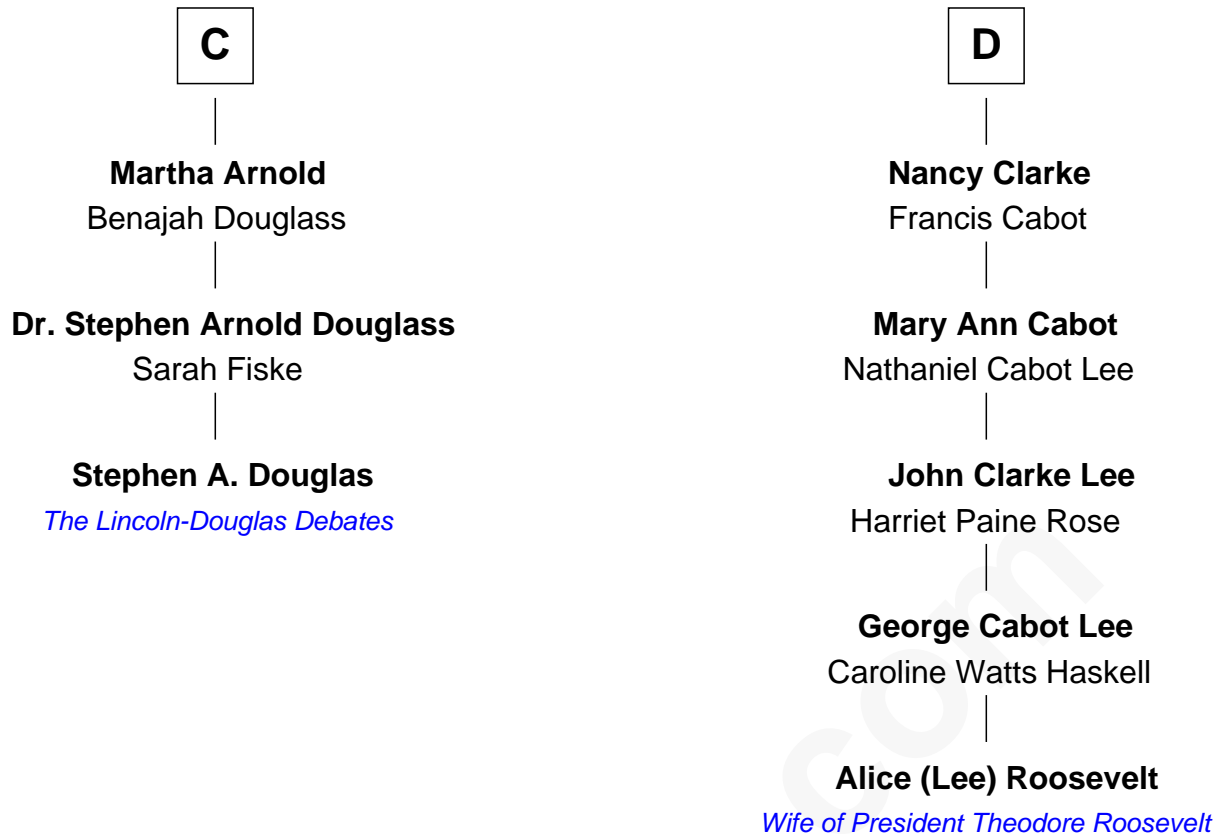 C
Martha Arnold
Benajah Douglass
Dr. Stephen Arnold Douglass
Sarah Fiske
Stephen A. Douglas
The Lincoln-Douglas Debates
D
Nancy Clarke
Francis Cabot
Mary Ann Cabot
Nathaniel Cabot Lee
John Clarke Lee
Harriet Paine Rose
George Cabot Lee
Caroline Watts Haskell
Alice (Lee) Roosevelt
Wife of President Theodore Roosevelt
com